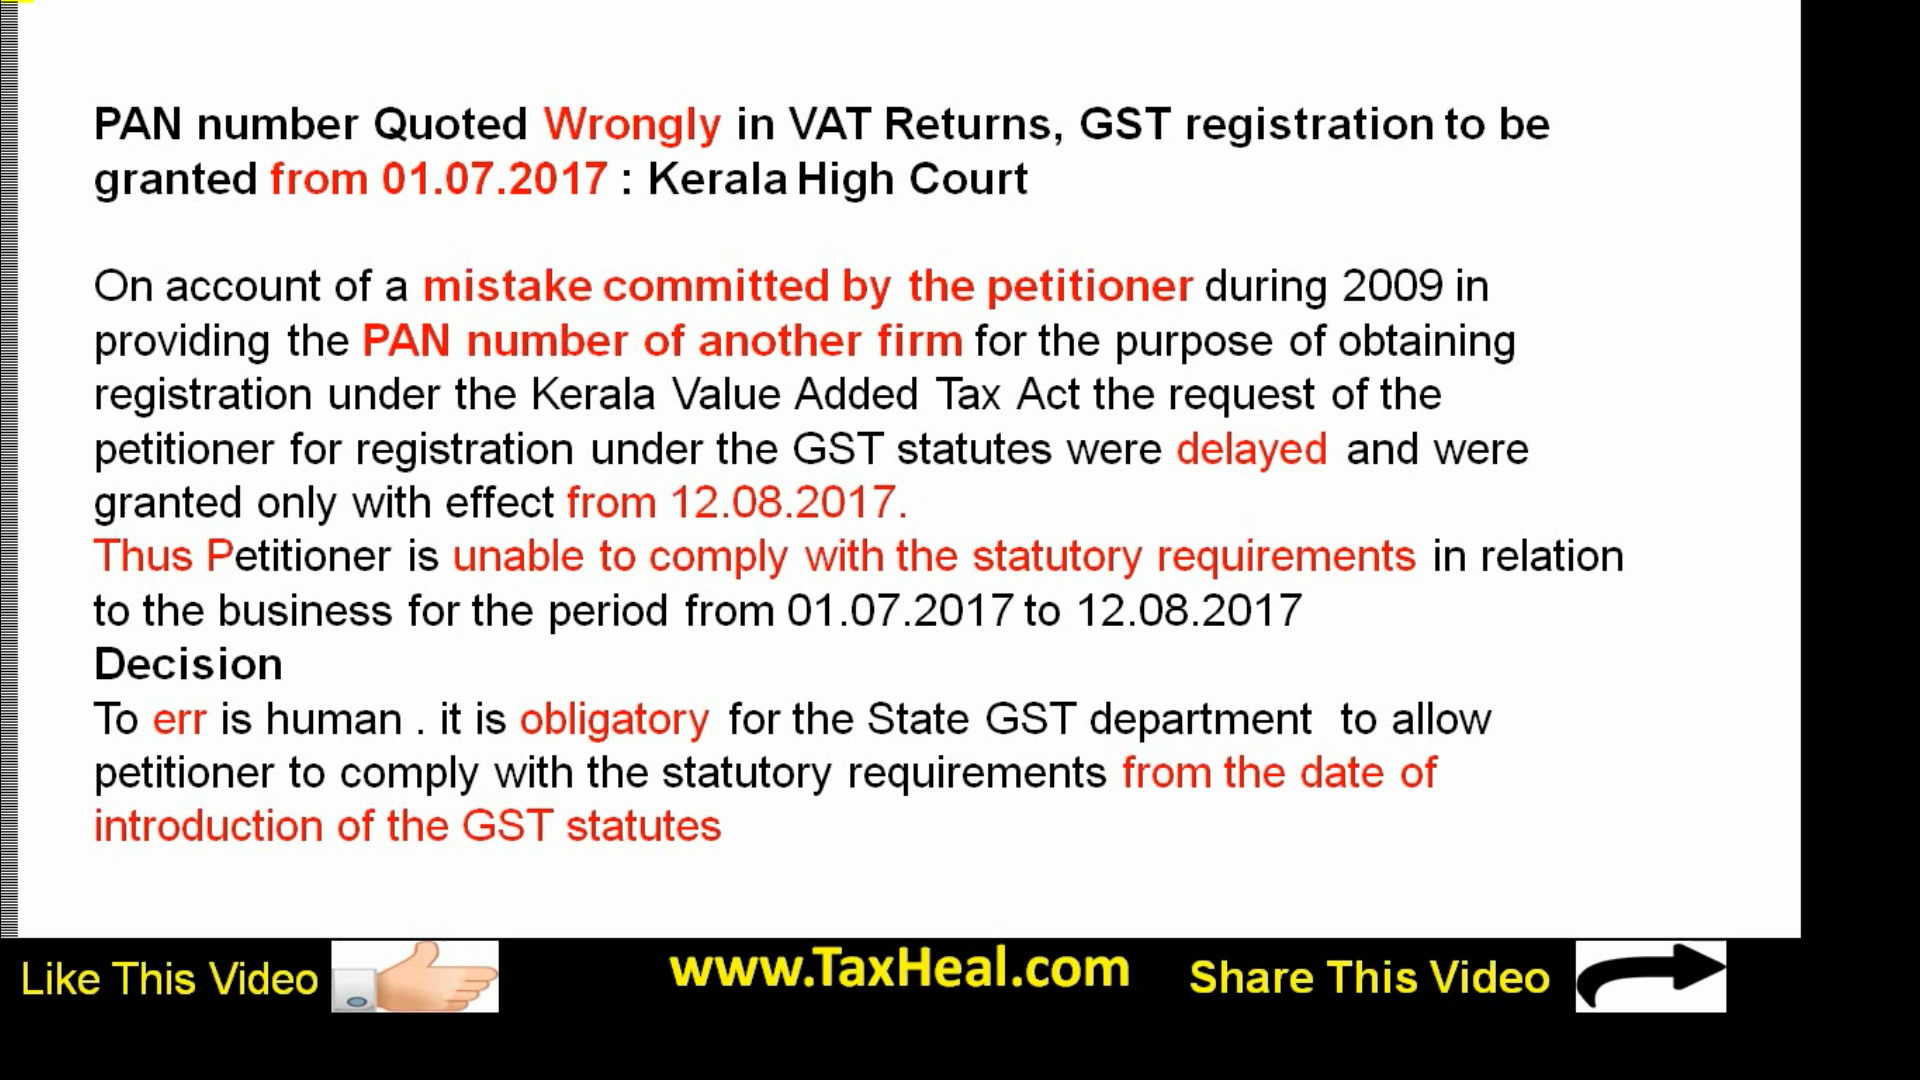 PAN number Quoted Wrongly in VAT Returns, GST registration to be
granted from 01.07.2017 : Kerala High Court
On account of a mistake committed by the petitioner during 2009 in
providing the PAN number of another firm for the purpose of obtaining
registration under the Kerala Value Added Tax Act the request of the
petitioner for registration under the GST statutes were delayed and were
granted only with effect from 12.08.2017.
Thus Petitioner is unable to comply with the statutory requirements in relation
to the business for the period from 01.07.2017 to 12.08.2017
Decision
To err is human . it is obligatory for the State GST department to allow
petitioner to comply with the statutory requirements from the date of
introduction of the GST statutes
Like This Video www.TaxHeal.com Share This Video